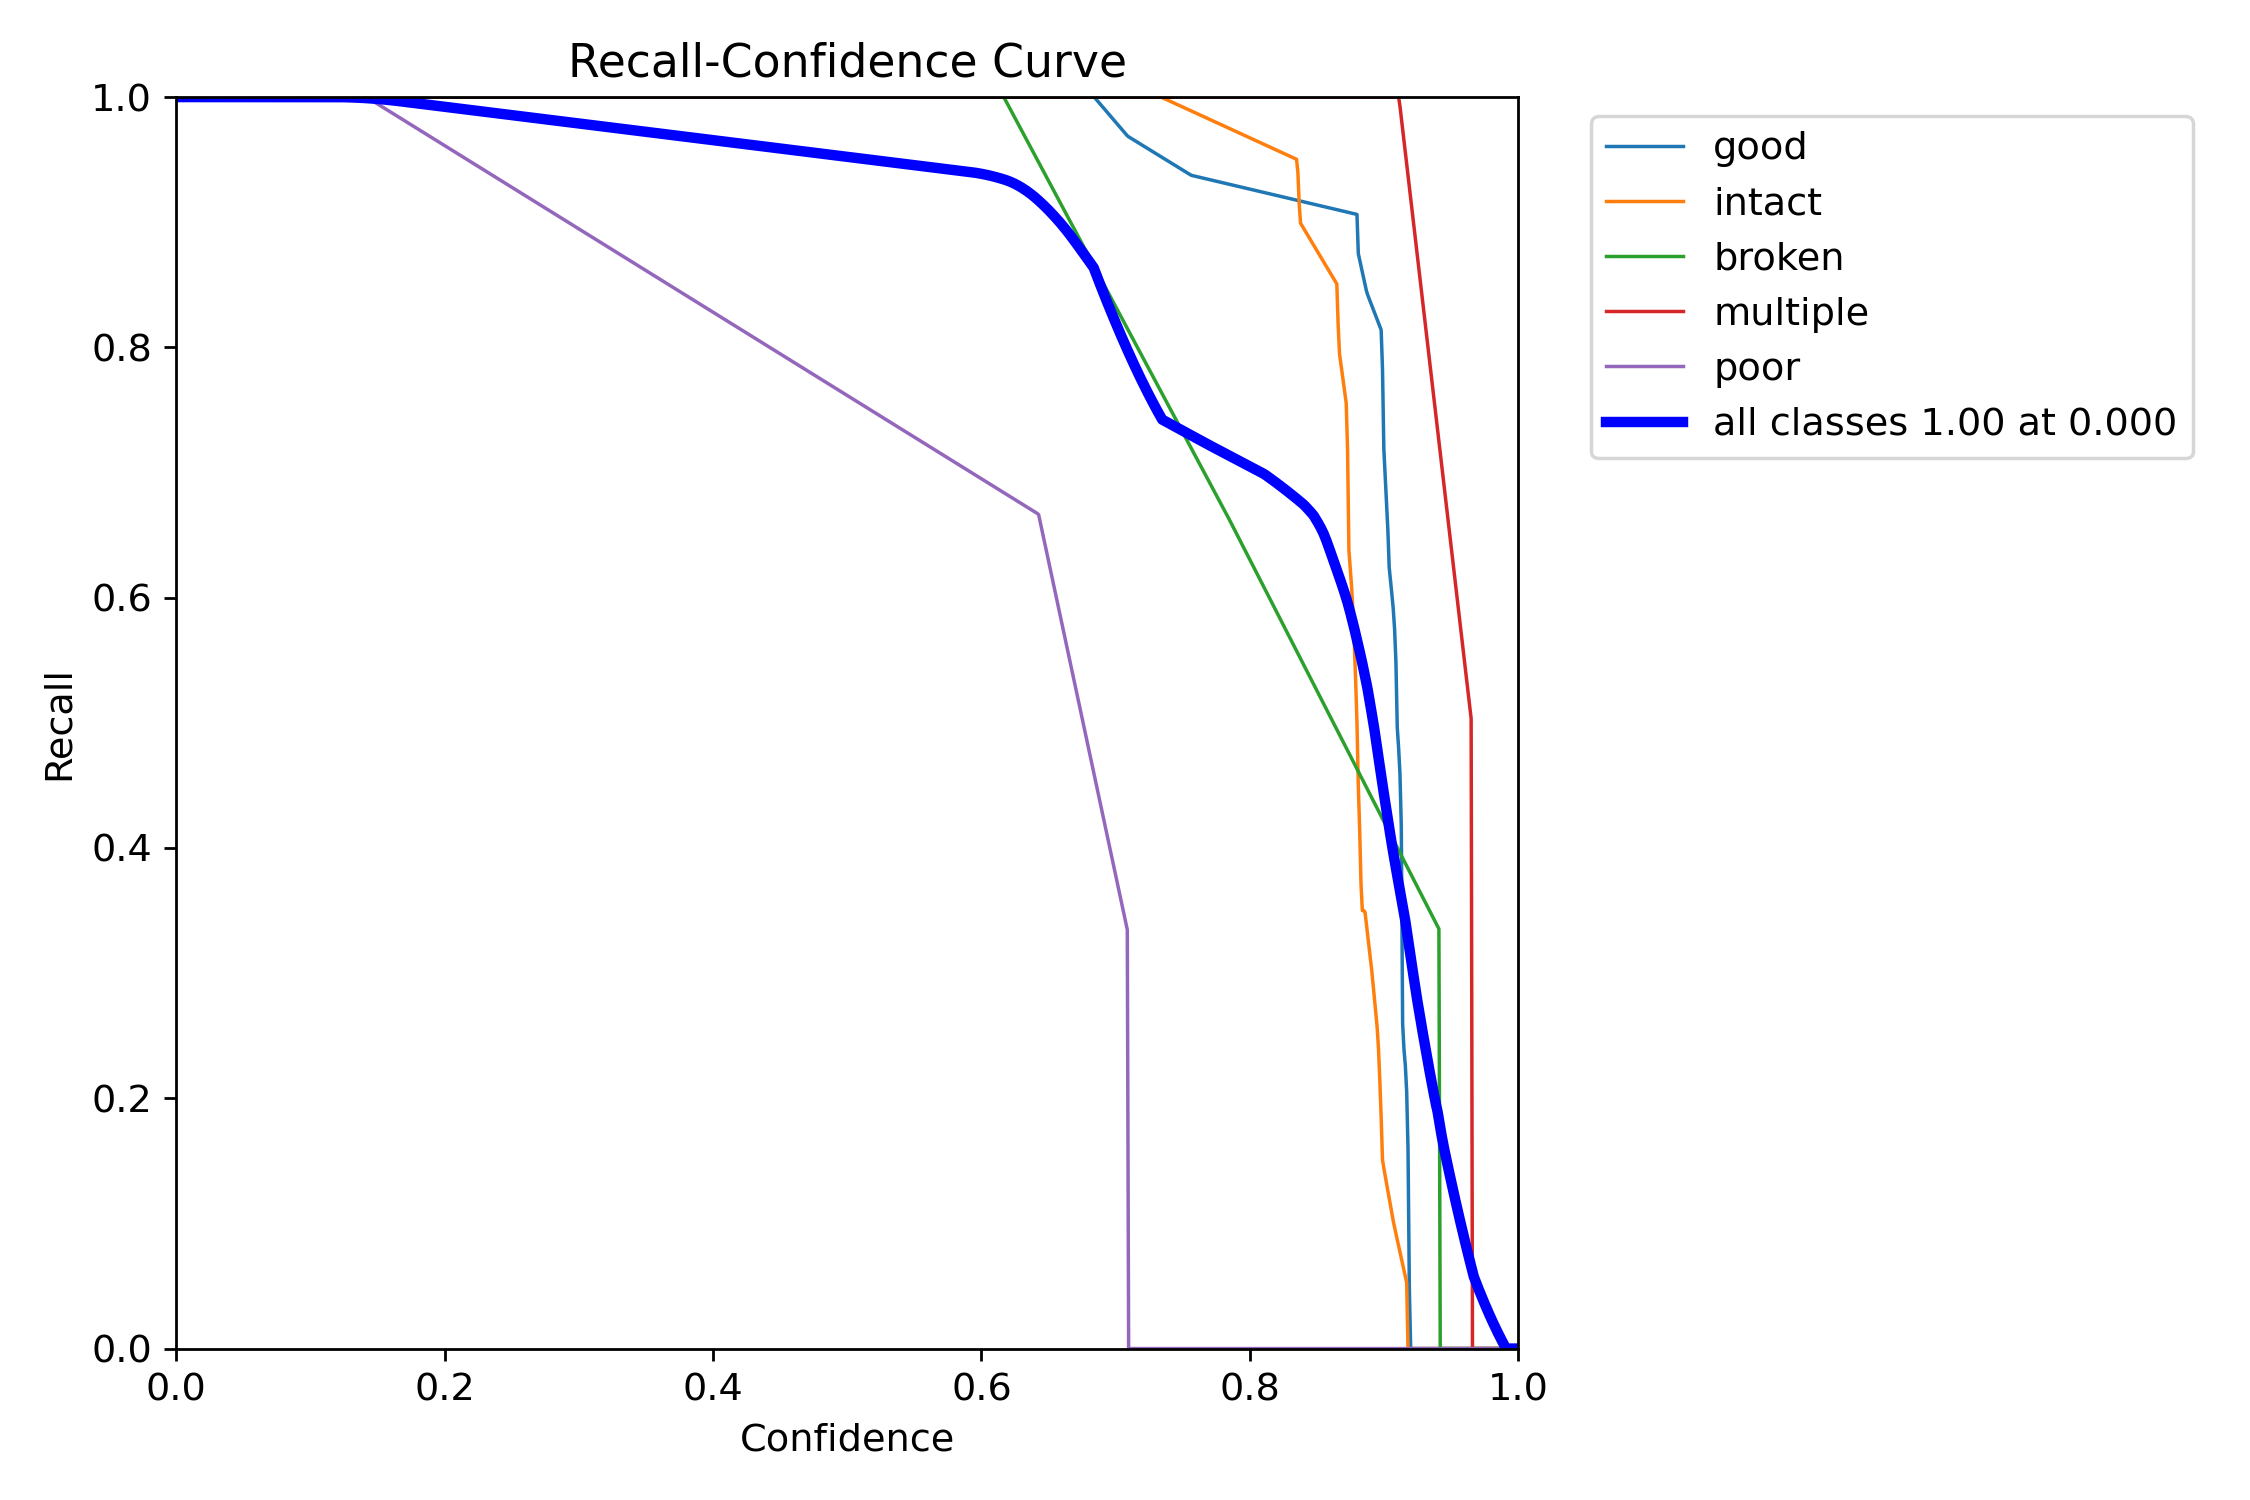 Recall-Confidence Curve
1.0
0.8
0.6
0.4
0.2
0.0
Recall
0.0 0.2 0.4 0.6 0.8 1.0
Confidence
good
intact
broken
multiple
poor
all classes 1.00 at 0.000